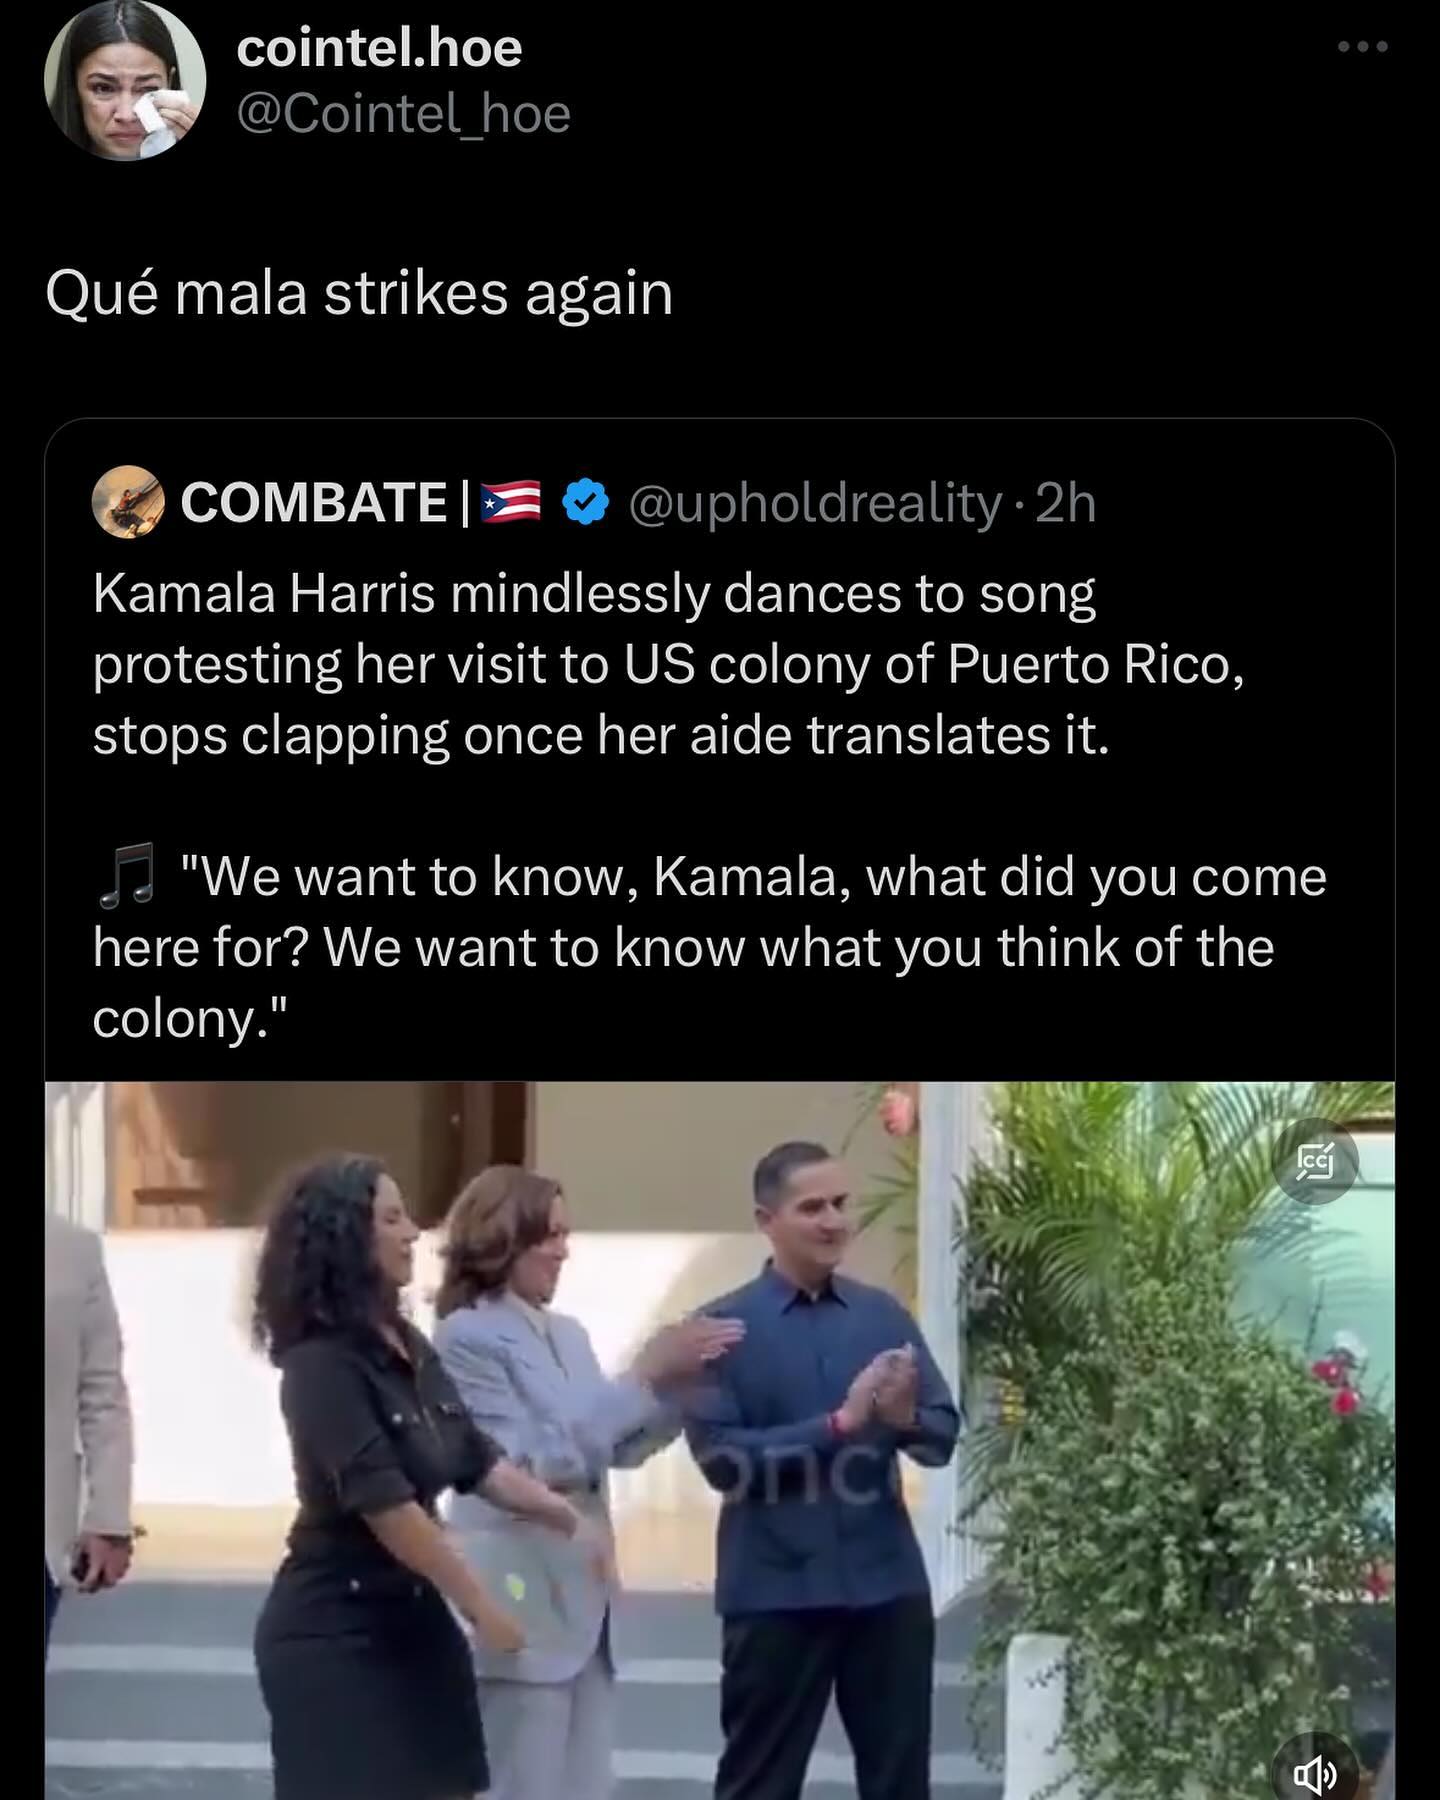 cointel.hoe
@Cointel_hoe
Qué mala strikes again
COMBATE | 🇵🇷 @upholdreality · 2h
Kamala Harris mindlessly dances to song
protesting her visit to US colony of Puerto Rico,
stops clapping once her aide translates it.
🎵 "We want to know, Kamala, what did you come
here for? We want to know what you think of the
colony."
CC